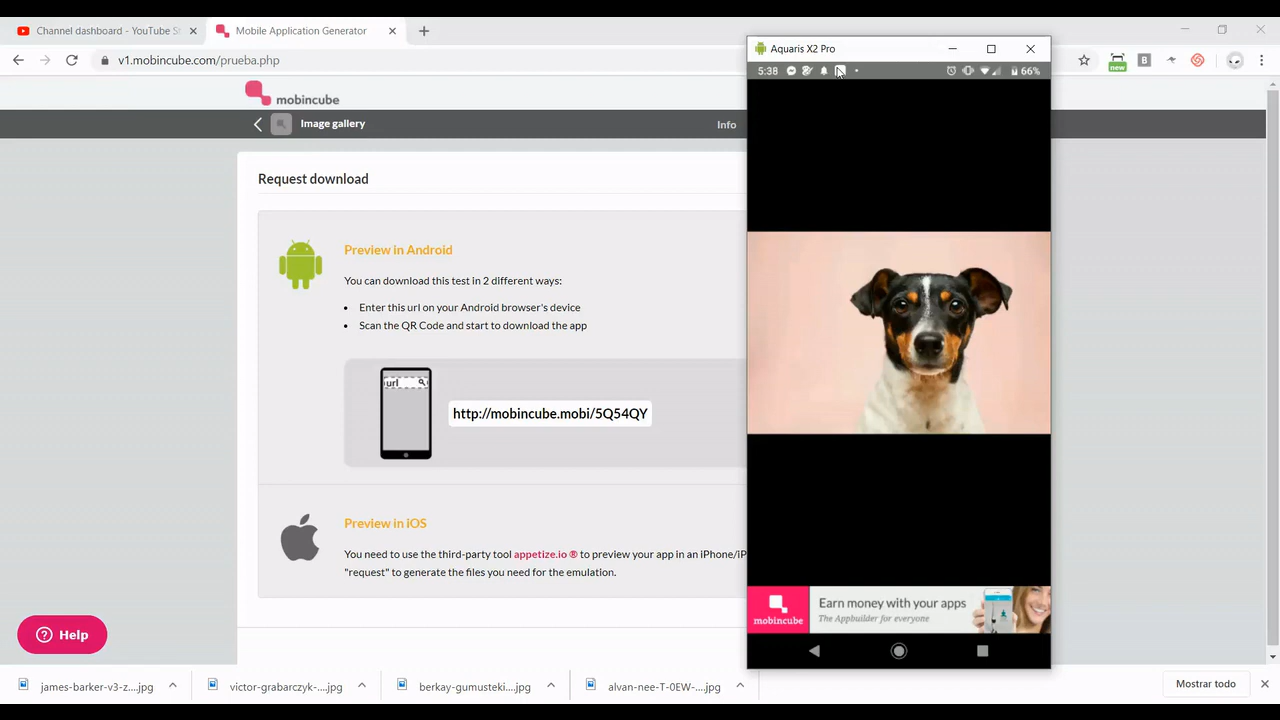 Channel dashboard - YouTube S
Mobile Application Generator
v1.mobincube.com/prueba.php
new
B
mobincube
Image gallery
Info
Request download
Preview in Android
You can download this test in 2 different ways:
• Enter this url on your Android browser's device
• Scan the QR Code and start to download the app
url
http://mobincube.mobi/5Q54QY
Preview in iOS
You need to use the third-party tool appetize.io ® to preview your app in an iPhone/iP
"request" to generate the files you need for the emulation.
Help
Aquaris X2 Pro
5:38
66%
mobincube
Earn money with your apps
The Appbuilder for everyone
james-barker-v3-z....jpg
victor-grabarczyk-....jpg
berkay-gumusteki....jpg
alvan-nee-T-0EW-....jpg
Mostrar todo